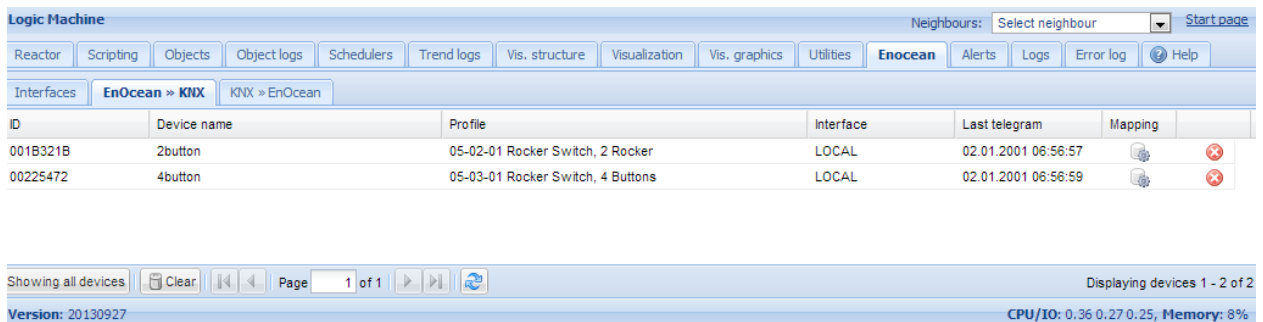 Logic Machine Neighbours: Select neighbour Start page
Reactor Scripting Objects Object logs Schedulers Trend logs Vis. structure Visualization Vis. graphics Utilities Enocean Alerts Logs Error log Help
Interfaces EnOcean » KNX KNX » EnOcean
ID Device name Profile Interface Last telegram Mapping
001B321B 2button 05-02-01 Rocker Switch, 2 Rocker LOCAL 02.01.2001 06:56:57
00225472 4button 05-03-01 Rocker Switch, 4 Buttons LOCAL 02.01.2001 06:56:59
Showing all devices Clear Page 1 of 1 Displaying devices 1 - 2 of 2
Version: 20130927 CPU/IO: 0.36 0.27 0.25, Memory: 8%